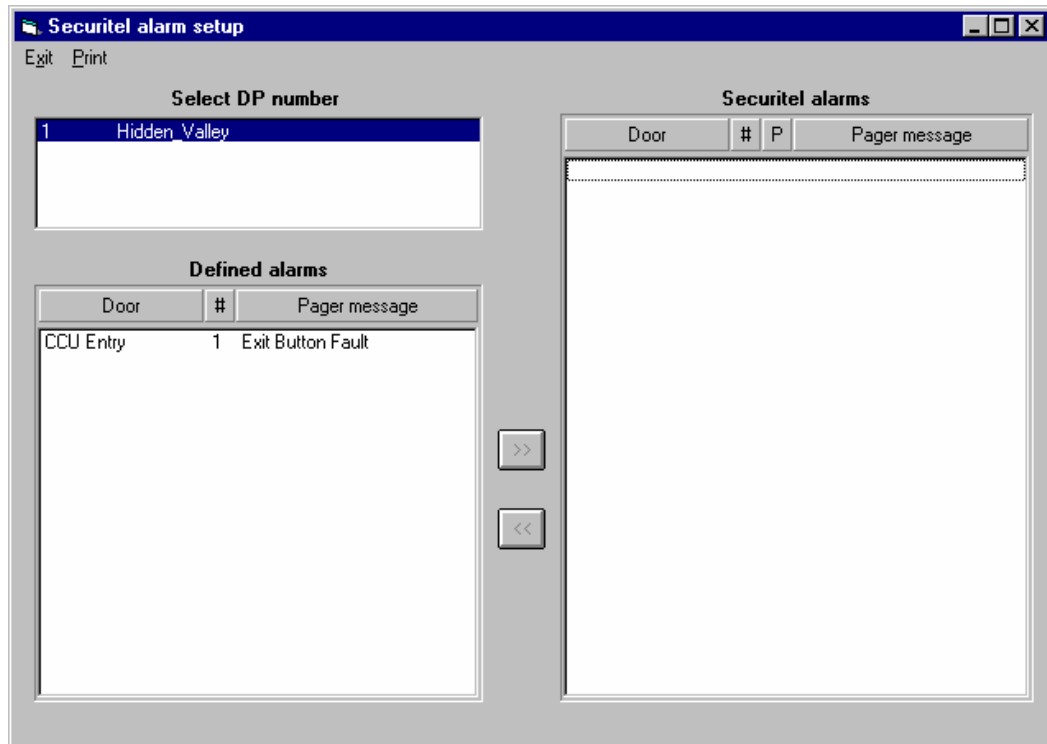 Securitel alarm setup
Exit Print
Select DP number
1 Hidden_Valley
Defined alarms
Door # Pager message
CCU Entry 1 Exit Button Fault
>>
<<
Securitel alarms
Door # P Pager message